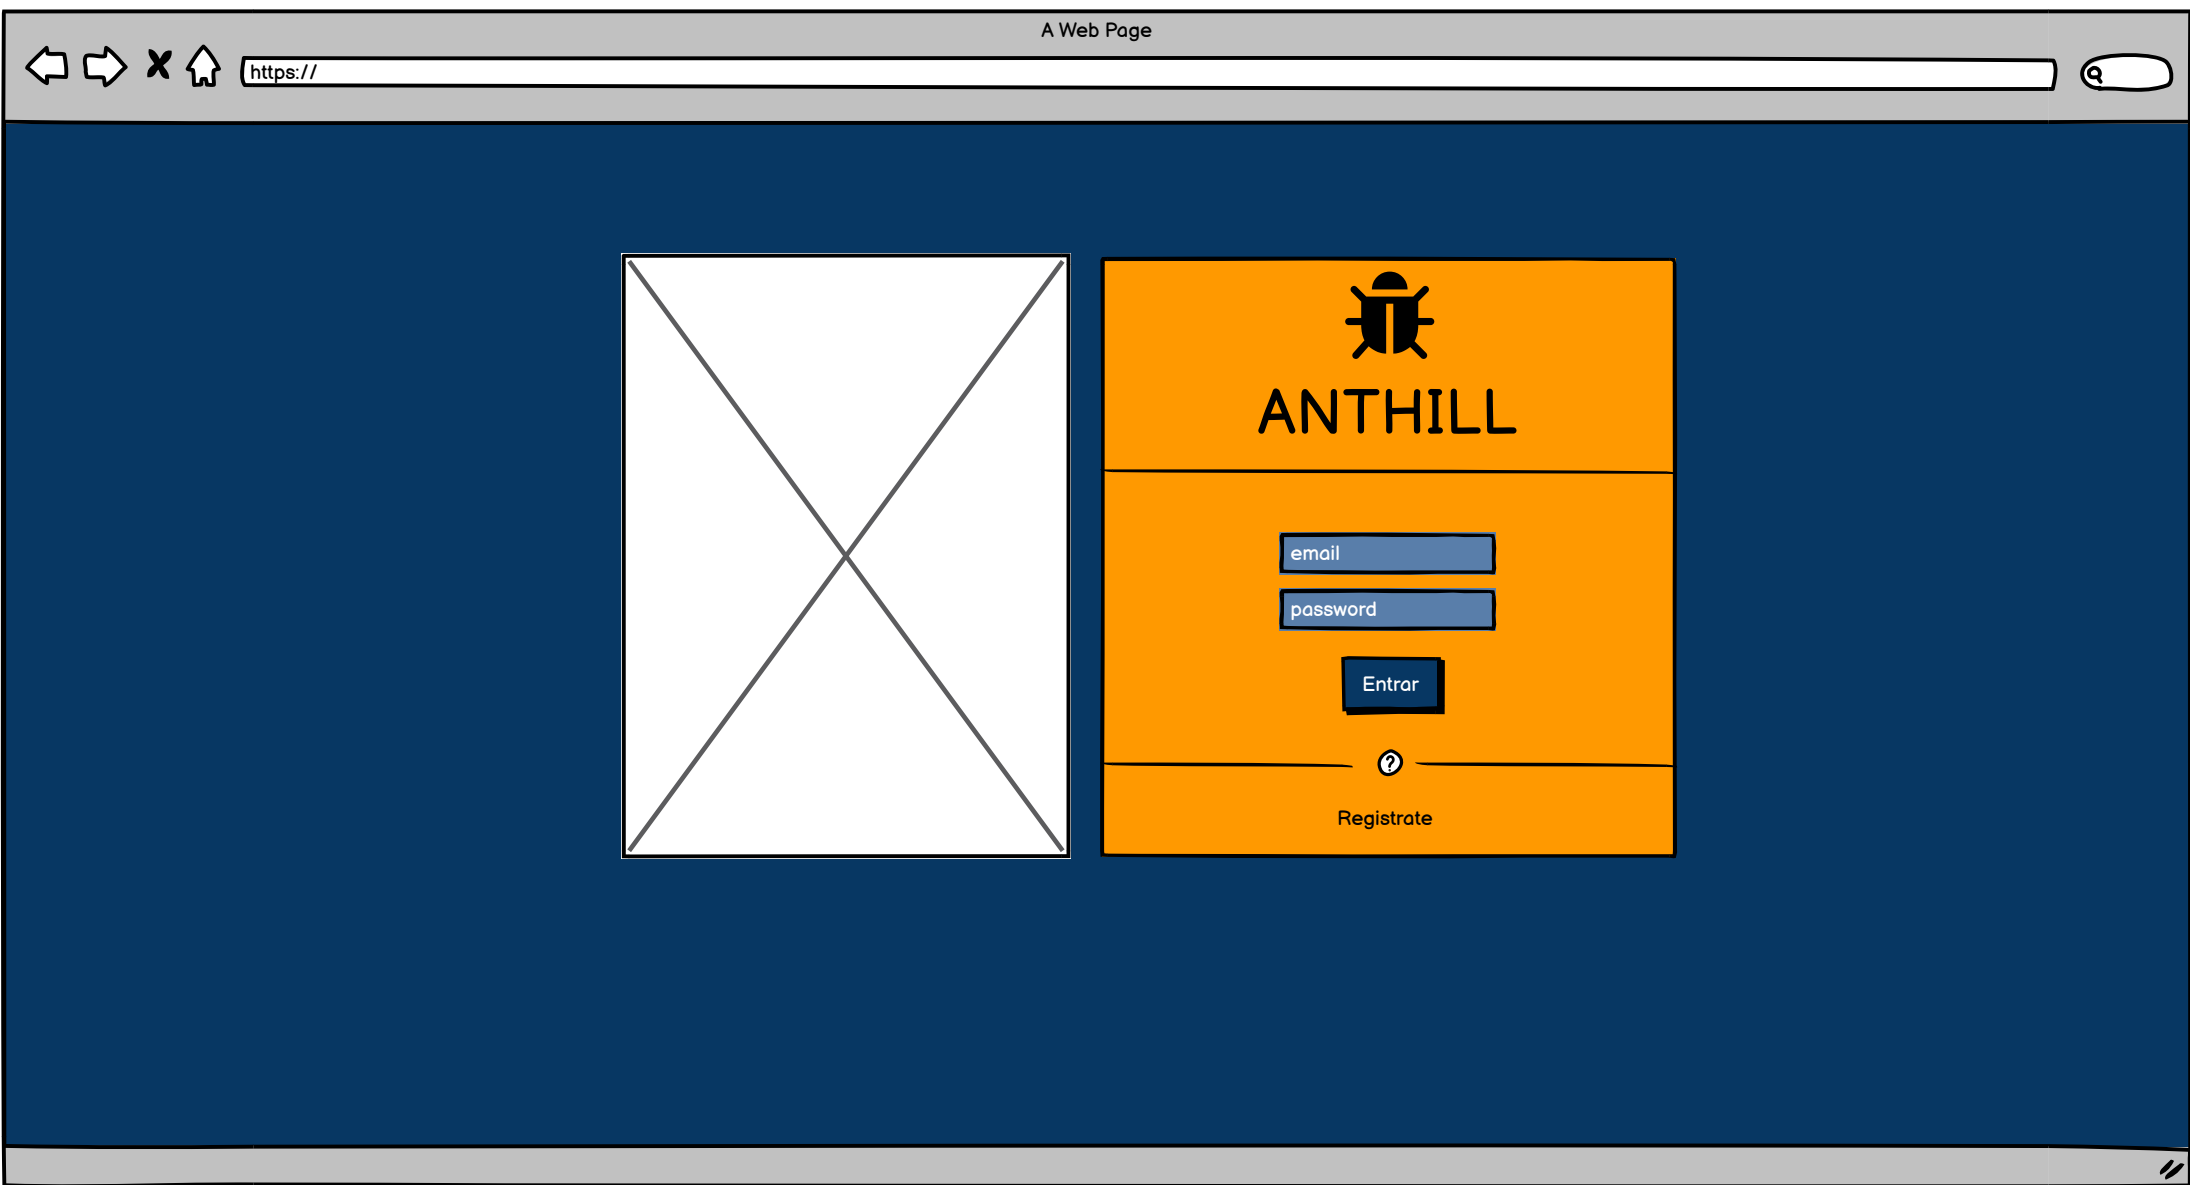 A Web Page
https://
ANTHILL
email
password
Entrar
?
Registrate